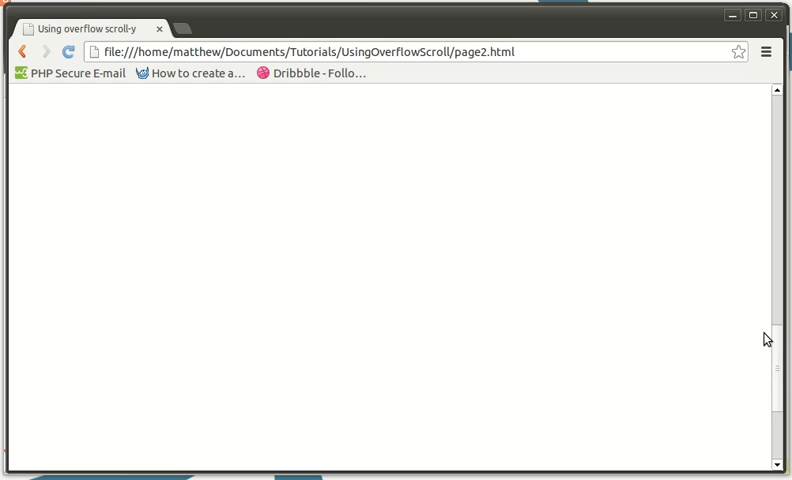 Using overflow scroll-y
file:///home/matthew/Documents/Tutorials/UsingOverflowScroll/page2.html
PHP Secure E-mail How to create a... Dribbble - Follo...